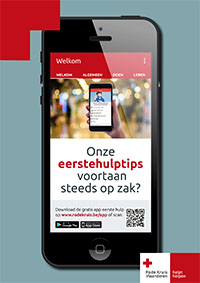 Welkom
WELKOM ALGEMEEN DOEN LEREN
Onze
eerstehulptips
voortaan
steeds op zak?
Download de gratis app eerste hulp
op www.rodekruis.be/app of scan:
Google play
App Store
Rode Kruis
Vlaanderen
helpt
helpen